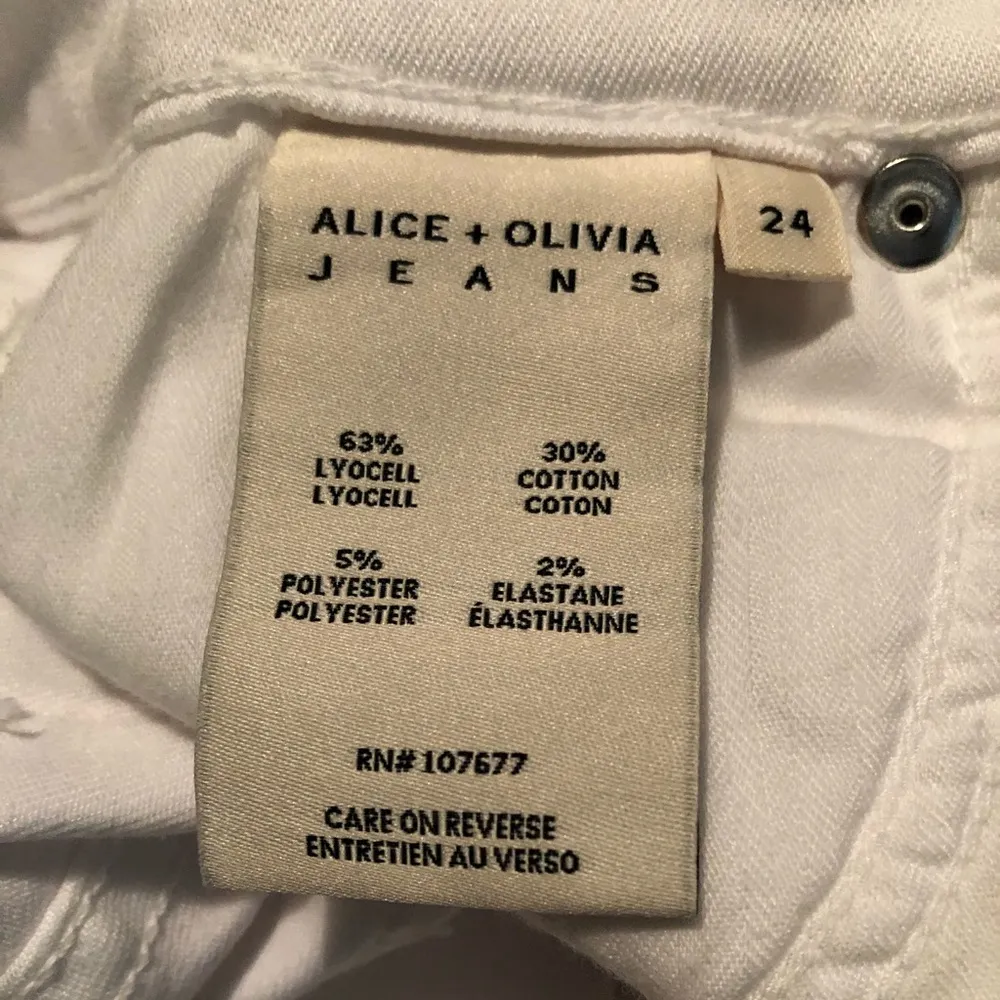 ALICE + OLIVIA
JEANS
24
63%
LYOCELL
LYOCELL
30%
COTTON
COTON
5%
POLYESTER
POLYESTER
2%
ELASTANE
ÉLASTHANNE
RN# 107677
CARE ON REVERSE
ENTRETIEN AU VERSO